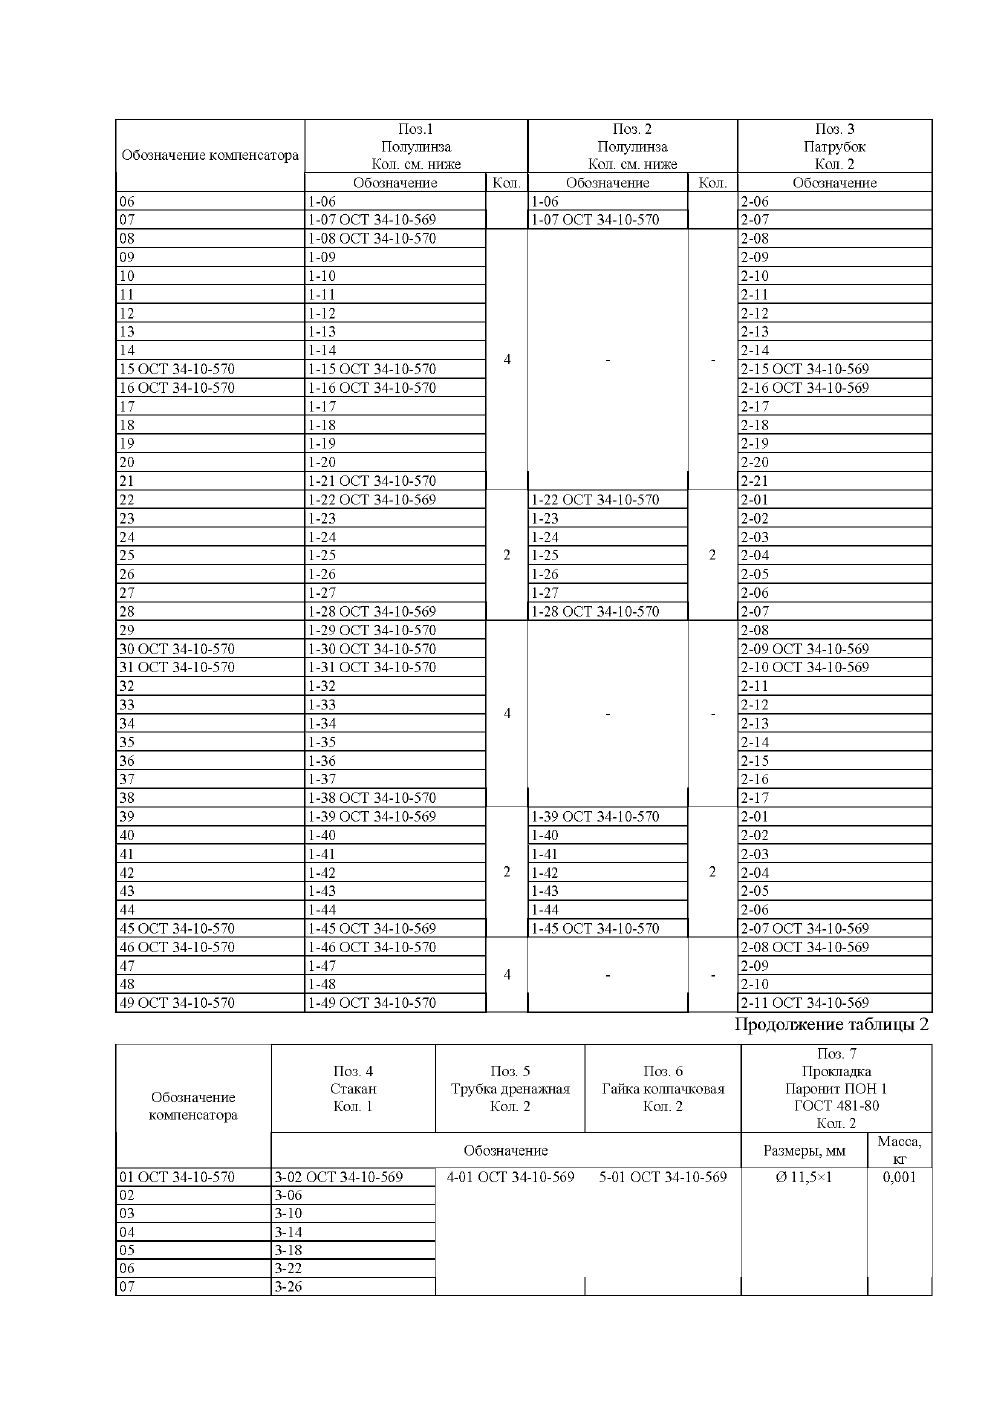 Обозначение компенсатора Поз.1 Полулинза Кол. см. ниже Поз. 2 Полулинза Кол. см. ниже Поз. 3 Патрубок Кол. 2
Обозначение Кол. Обозначение Кол. Обозначение
06 1-06 1-06 2-06
07 1-07 ОСТ 34-10-569 1-07 ОСТ 34-10-570 2-07
08 1-08 ОСТ 34-10-570 2-08
09 1-09 2-09
10 1-10 2-10
11 1-11 2-11
12 1-12 2-12
13 1-13 2-13
14 1-14 4 - - 2-14
15 ОСТ 34-10-570 1-15 ОСТ 34-10-570 2-15 ОСТ 34-10-569
16 ОСТ 34-10-570 1-16 ОСТ 34-10-570 2-16 ОСТ 34-10-569
17 1-17 2-17
18 1-18 2-18
19 1-19 2-19
20 1-20 2-20
21 1-21 ОСТ 34-10-570 2-21
22 1-22 ОСТ 34-10-569 1-22 ОСТ 34-10-570 2-01
23 1-23 1-23 2-02
24 1-24 1-24 2-03
25 1-25 2 1-25 2 2-04
26 1-26 1-26 2-05
27 1-27 1-27 2-06
28 1-28 ОСТ 34-10-569 1-28 ОСТ 34-10-570 2-07
29 1-29 ОСТ 34-10-570 2-08
30 ОСТ 34-10-570 1-30 ОСТ 34-10-570 2-09 ОСТ 34-10-569
31 ОСТ 34-10-570 1-31 ОСТ 34-10-570 2-10 ОСТ 34-10-569
32 1-32 2-11
33 1-33 4 - - 2-12
34 1-34 2-13
35 1-35 2-14
36 1-36 2-15
37 1-37 2-16
38 1-38 ОСТ 34-10-570 2-17
39 1-39 ОСТ 34-10-569 1-39 ОСТ 34-10-570 2-01
40 1-40 1-40 2-02
41 1-41 1-41 2-03
42 1-42 2 1-42 2 2-04
43 1-43 1-43 2-05
44 1-44 1-44 2-06
45 ОСТ 34-10-570 1-45 ОСТ 34-10-569 1-45 ОСТ 34-10-570 2-07 ОСТ 34-10-569
46 ОСТ 34-10-570 1-46 ОСТ 34-10-570 2-08 ОСТ 34-10-569
47 1-47 4 - - 2-09
48 1-48 2-10
49 ОСТ 34-10-570 1-49 ОСТ 34-10-570 2-11 ОСТ 34-10-569
Продолжение таблицы 2
Обозначение компенсатора Поз. 4 Стакан Кол. 1 Поз. 5 Трубка дренажная Кол. 2 Поз. 6 Гайка колпачковая Кол. 2 Поз. 7 Прокладка Паронит ПОН 1 ГОСТ 481-80 Кол. 2
Обозначение Размеры, мм Масса, кг
01 ОСТ 34-10-570 3-02 ОСТ 34-10-569 4-01 ОСТ 34-10-569 5-01 ОСТ 34-10-569 Ø 11,5×1 0,001
02 3-06
03 3-10
04 3-14
05 3-18
06 3-22
07 3-26